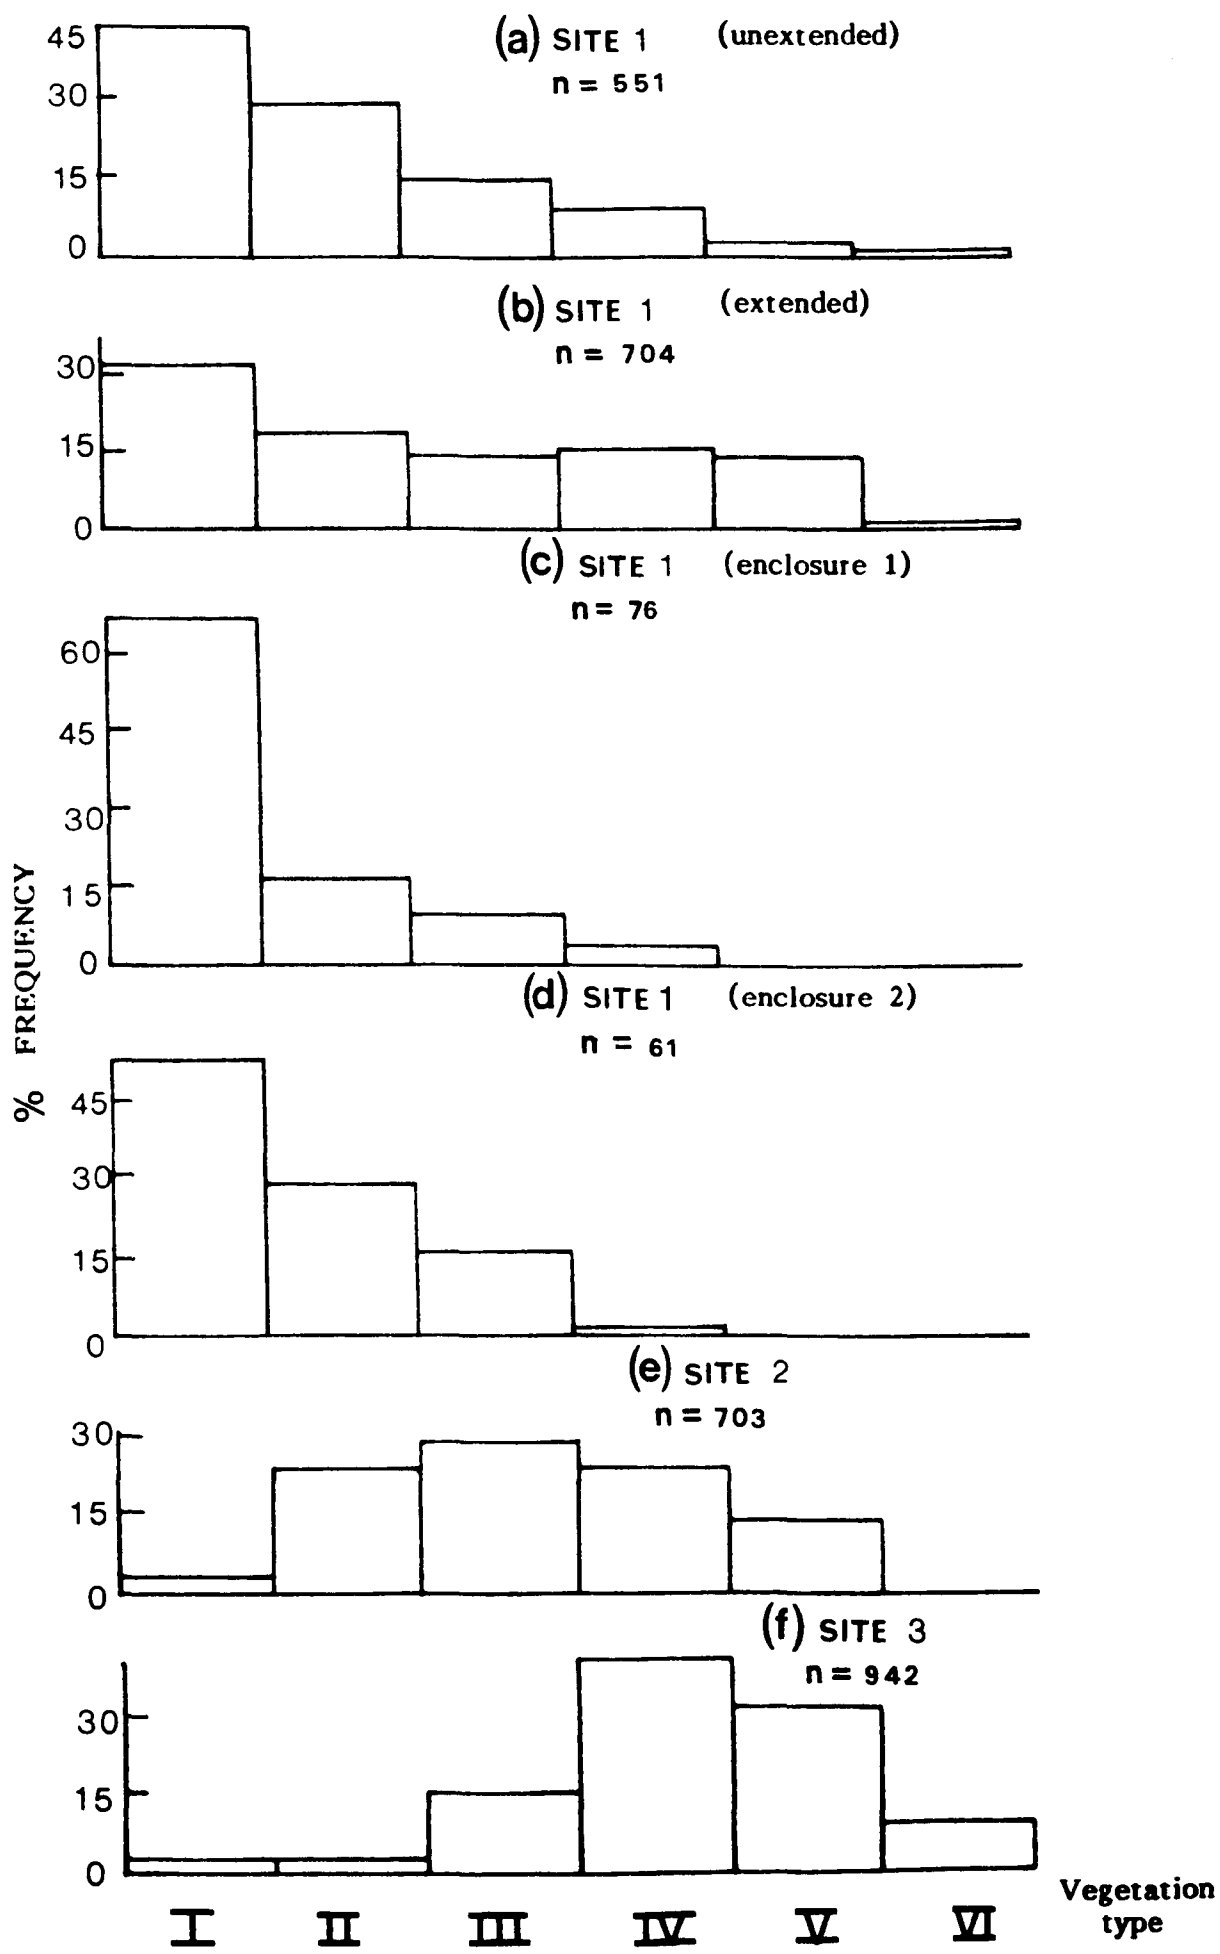 (a) SITE 1 (unextended)
n = 551
45
30
15
0
(b) SITE 1 (extended)
n = 704
30
15
0
(c) SITE 1 (enclosure 1)
n = 76
60
45
30
15
0
(d) SITE 1 (enclosure 2)
n = 61
45
30
15
0
(e) SITE 2
n = 703
30
15
0
(f) SITE 3
n = 942
30
15
0
% FREQUENCY
I II III IV V VI
Vegetation
type